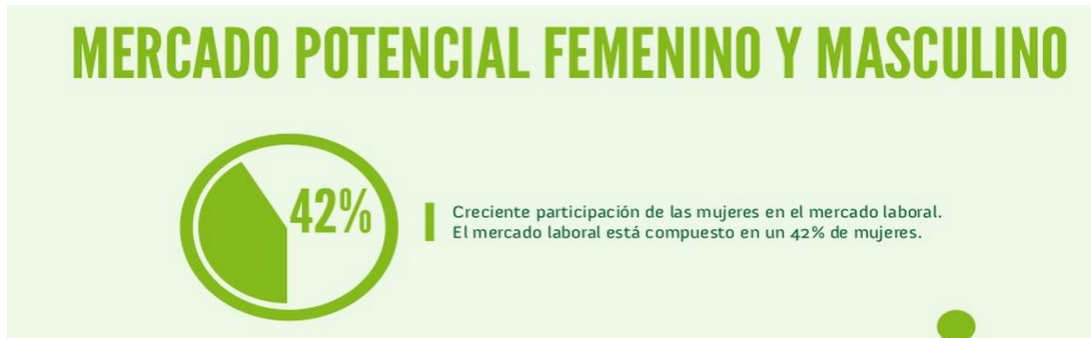 MERCADO POTENCIAL FEMENINO Y MASCULINO
42%
Creciente participación de las mujeres en el mercado laboral.
El mercado laboral está compuesto en un 42% de mujeres.